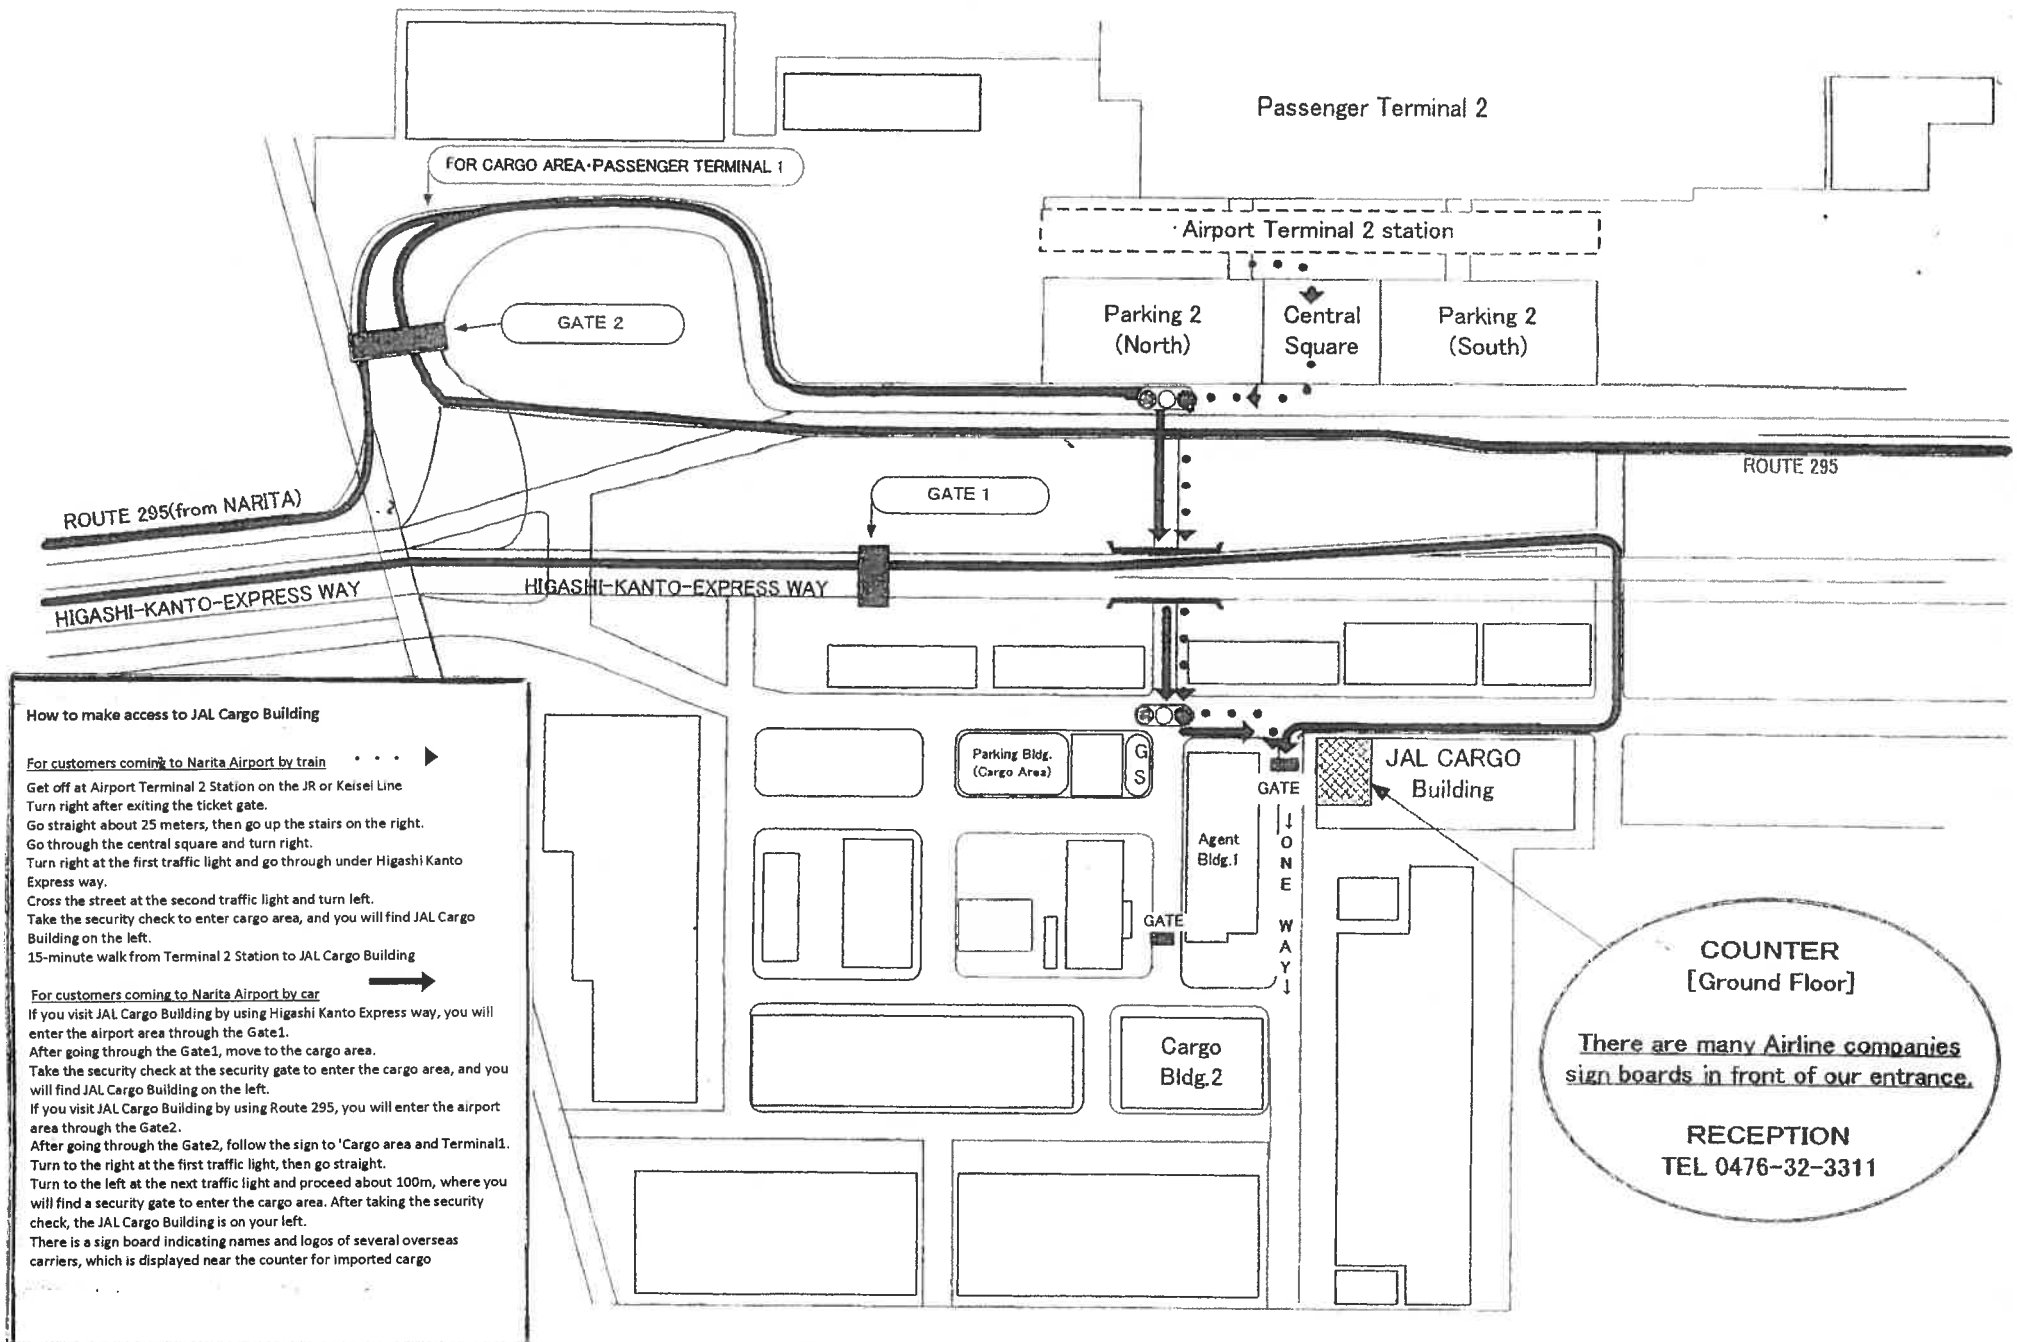 Passenger Terminal 2
FOR CARGO AREA・PASSENGER TERMINAL 1
Airport Terminal 2 station
GATE 2
Parking 2
(North)
Central
Square
Parking 2
(South)
ROUTE 295
GATE 1
ROUTE 295(from NARITA)
HIGASHI-KANTO-EXPRESS WAY
HIGASHI-KANTO-EXPRESS WAY
Parking Bldg.
(Cargo Area)
G
S
GATE
JAL CARGO
Building
Agent
Bldg.1
↓
O
N
E
W
A
Y
↓
GATE
Cargo
Bldg.2
COUNTER
[Ground Floor]
There are many Airline companies
sign boards in front of our entrance.
RECEPTION
TEL 0476-32-3311
How to make access to JAL Cargo Building
For customers coming to Narita Airport by train
Get off at Airport Terminal 2 Station on the JR or Keisei Line
Turn right after exiting the ticket gate.
Go straight about 25 meters, then go up the stairs on the right.
Go through the central square and turn right.
Turn right at the first traffic light and go through under Higashi Kanto
Express way.
Cross the street at the second traffic light and turn left.
Take the security check to enter cargo area, and you will find JAL Cargo
Building on the left.
15-minute walk from Terminal 2 Station to JAL Cargo Building
For customers coming to Narita Airport by car
If you visit JAL Cargo Building by using Higashi Kanto Express way, you will
enter the airport area through the Gate1.
After going through the Gate1, move to the cargo area.
Take the security check at the security gate to enter the cargo area, and you
will find JAL Cargo Building on the left.
If you visit JAL Cargo Building by using Route 295, you will enter the airport
area through the Gate2.
After going through the Gate2, follow the sign to 'Cargo area and Terminal1.
Turn to the right at the first traffic light, then go straight.
Turn to the left at the next traffic light and proceed about 100m, where you
will find a security gate to enter the cargo area. After taking the security
check, the JAL Cargo Building is on your left.
There is a sign board indicating names and logos of several overseas
carriers, which is displayed near the counter for imported cargo